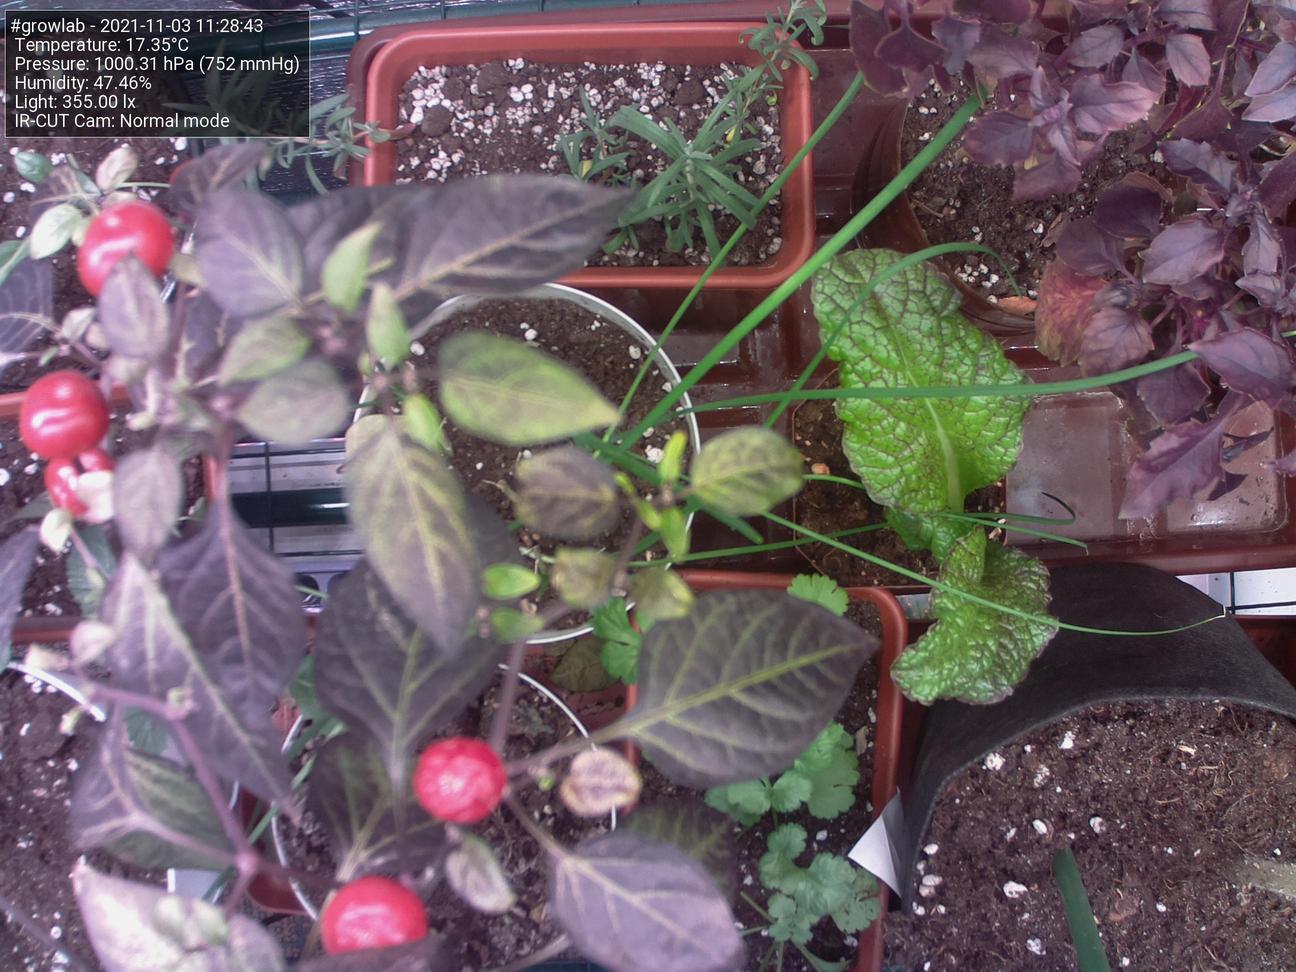 #growlab - 2021-11-03 11:28:43
Temperature: 17.35°C
Pressure: 1000.31 hPa (752 mmHg)
Humidity: 47.46%
Light: 355.00 lx
IR-CUT Cam: Normal mode